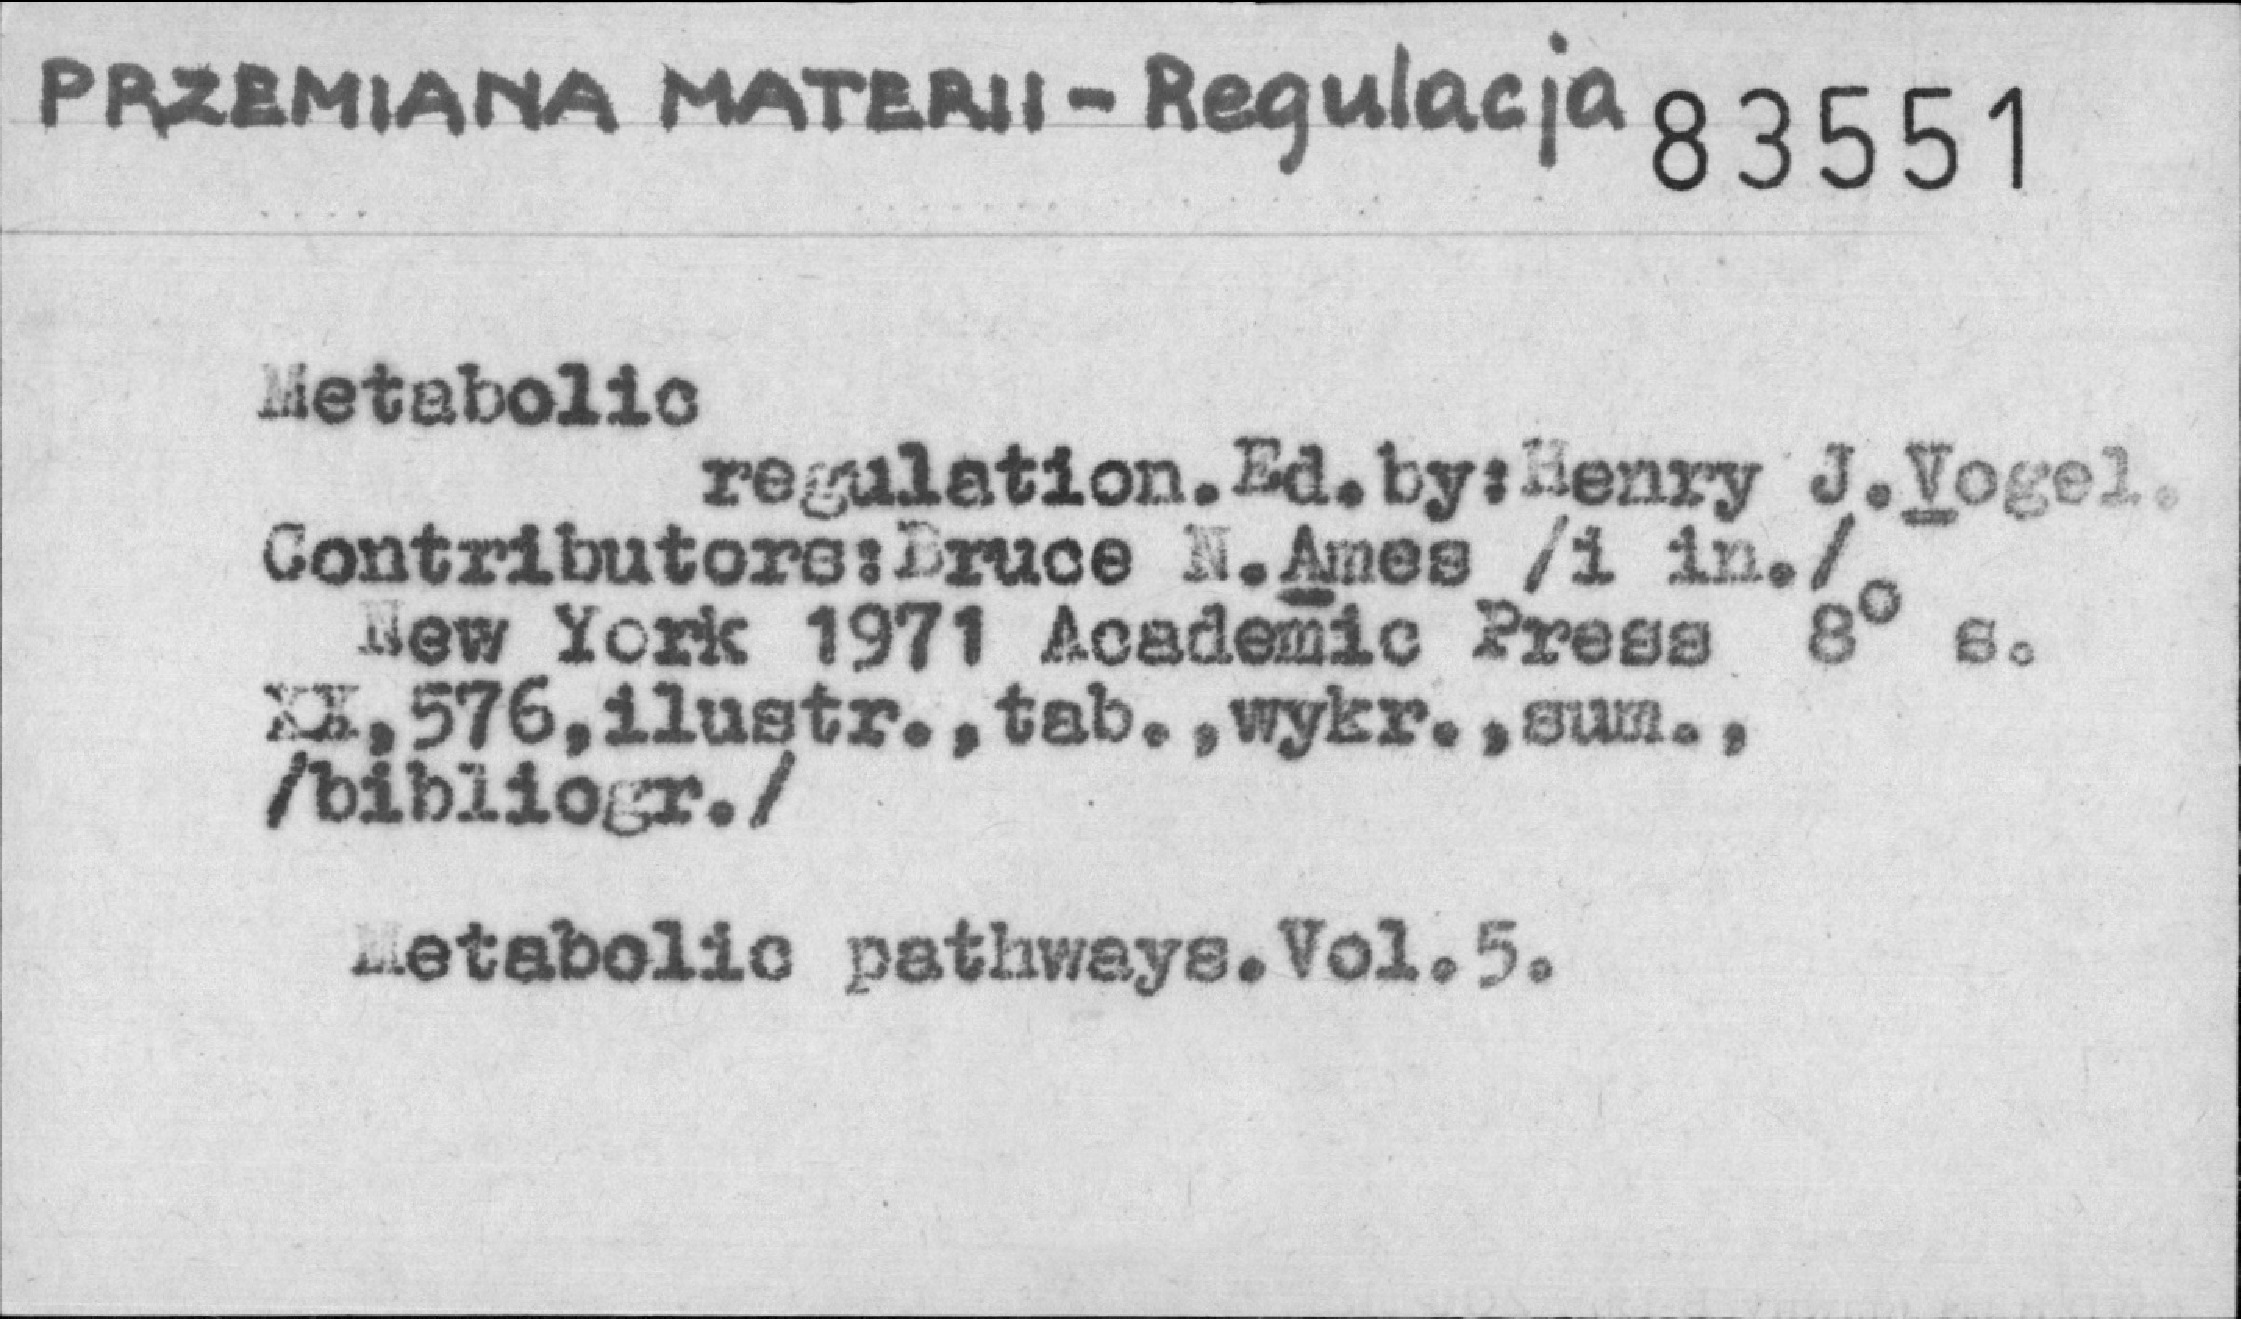 PRZEMIANA MATERII - Regulacja 83551
Metabolic
regulation.Ed.by:Henry J.Vogel.
Contributors:Bruce N.Ames /i in./
New York 1971 Academic Press 8° s.
XX,576,ilustr.,tab.,wykr.,sum.,
/bibliogr./
Metabolic pathways.Vol.5.